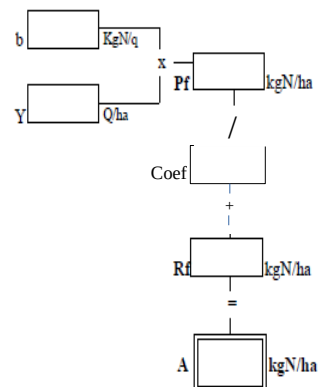 b KgN/q
x
Pf kgN/ha
Y Q/ha
/
Coef
+
Rf kgN/ha
=
A kgN/ha